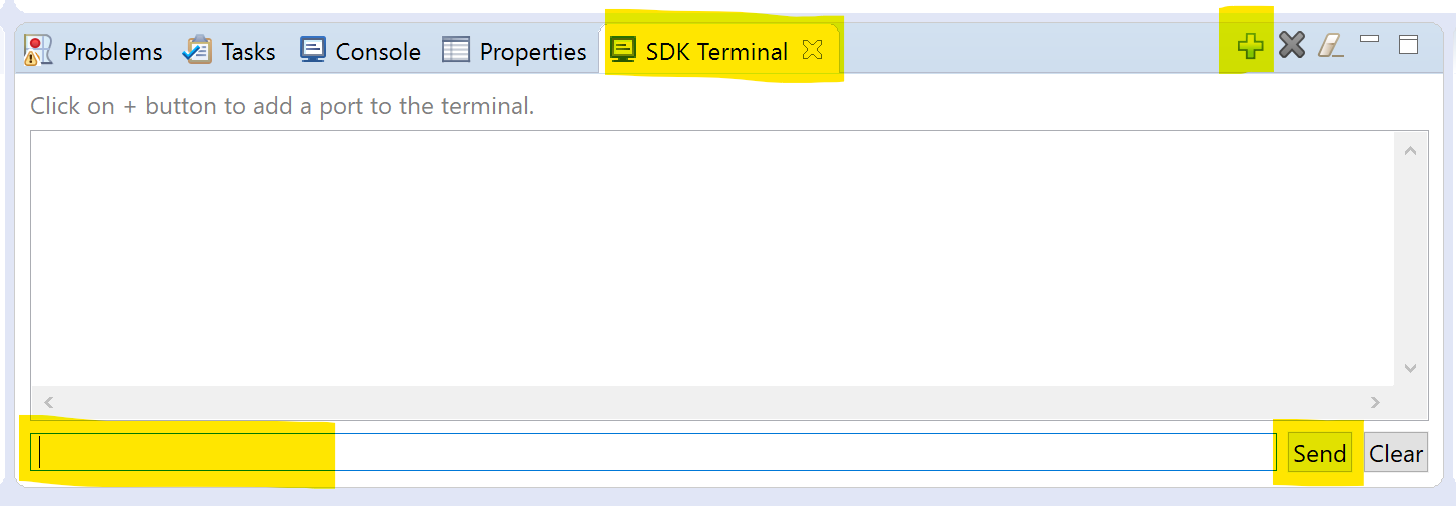 Problems Tasks Console Properties SDK Terminal
Click on + button to add a port to the terminal.
Send Clear